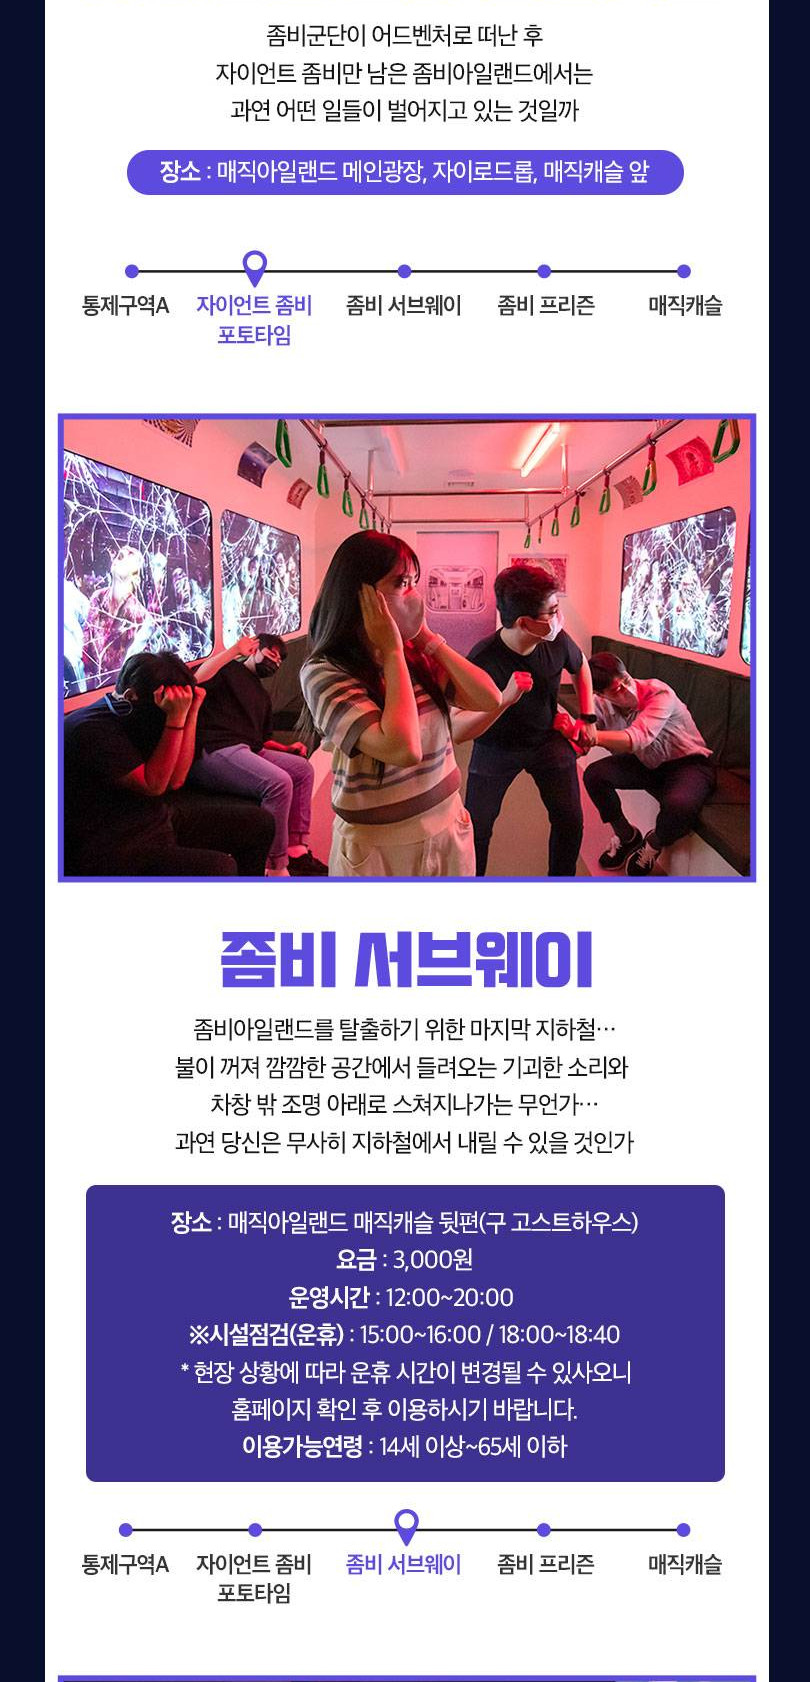 좀비군단이 어드벤처로 떠난 후
자이언트 좀비만 남은 좀비아일랜드에서는
과연 어떤 일들이 벌어지고 있는 것일까
장소 : 매직아일랜드 메인광장, 자이로드롭, 매직캐슬 앞
통제구역A
자이언트 좀비
포토타임
좀비 서브웨이
좀비 프리즌
매직캐슬
좀비 서브웨이
좀비아일랜드를 탈출하기 위한 마지막 지하철…
불이 꺼져 깜깜한 공간에서 들려오는 기괴한 소리와
차창 밖 조명 아래로 스쳐지나가는 무언가…
과연 당신은 무사히 지하철에서 내릴 수 있을 것인가
장소 : 매직아일랜드 매직캐슬 뒷편(구 고스트하우스)
요금 : 3,000원
운영시간 : 12:00~20:00
※시설점검(운휴) : 15:00~16:00 / 18:00~18:40
* 현장 상황에 따라 운휴 시간이 변경될 수 있사오니
홈페이지 확인 후 이용하시기 바랍니다.
이용가능연령 : 14세 이상~65세 이하
통제구역A
자이언트 좀비
포토타임
좀비 서브웨이
좀비 프리즌
매직캐슬